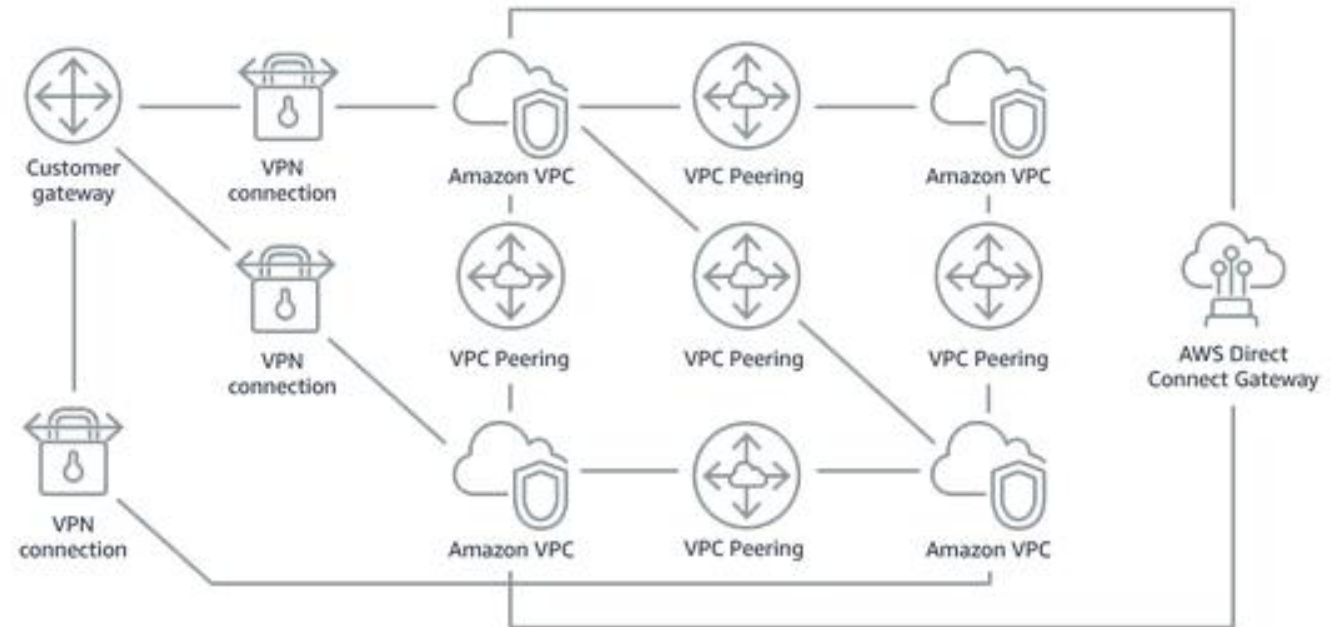 Customer
gateway
VPN
connection
Amazon VPC
VPC Peering
Amazon VPC
VPN
connection
VPC Peering
VPC Peering
VPC Peering
AWS Direct
Connect Gateway
VPN
connection
Amazon VPC
VPC Peering
Amazon VPC